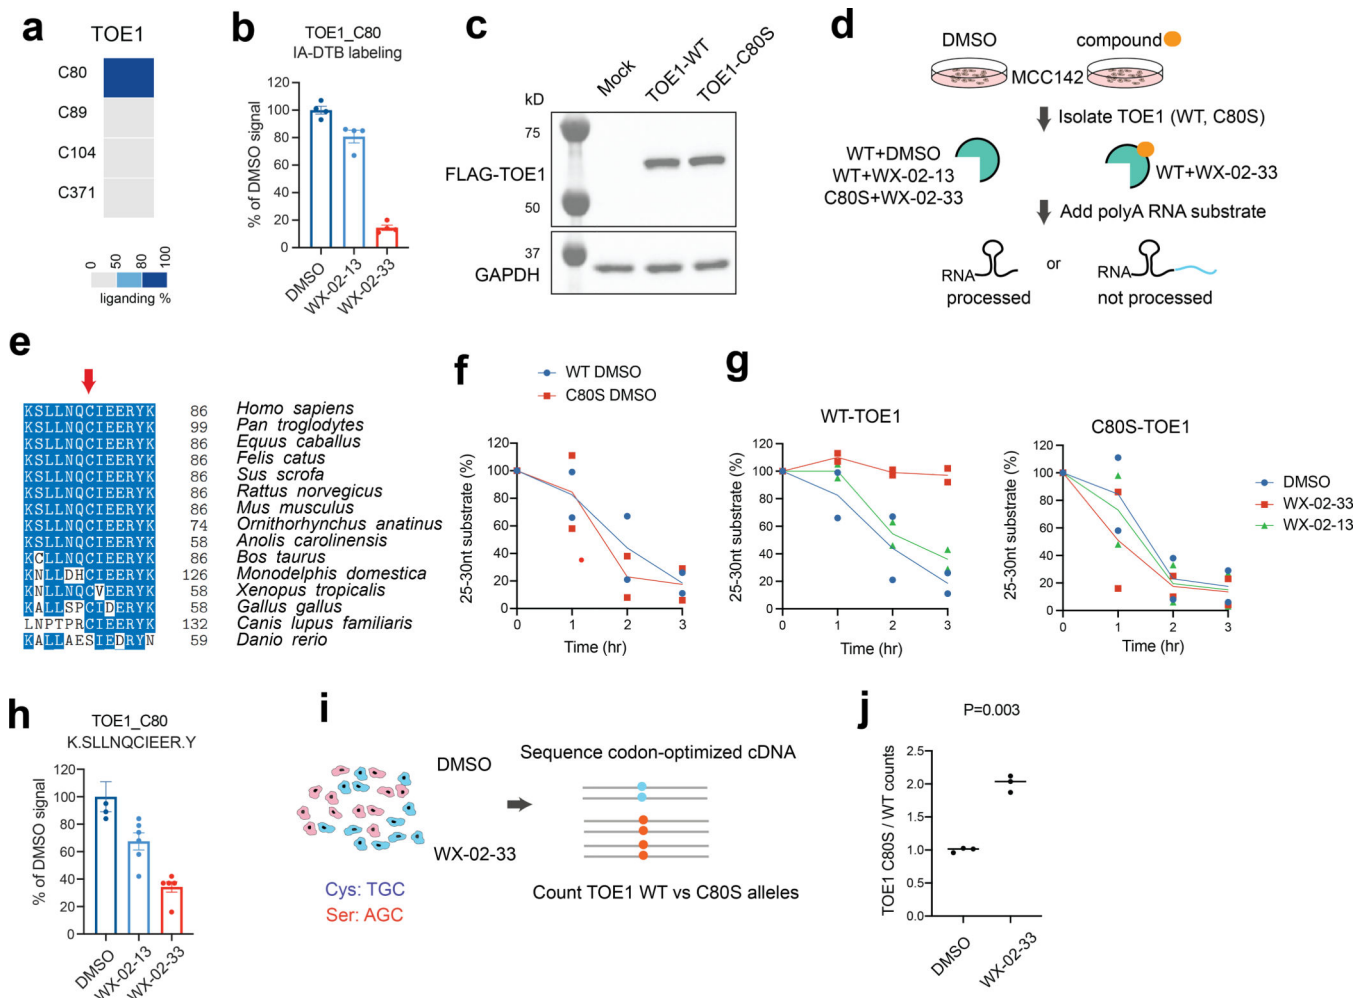 a
TOE1
C80
C89
C104
C371
0
50
80
100
liganding %
b
TOE1_C80
IA-DTB labeling
% of DMSO signal
120
100
80
60
40
20
0
DMSO
WX-02-13
WX-02-33
c
Mock
TOE1-WT
TOE1-C80S
kD
75
FLAG-TOE1
50
37
GAPDH
d
DMSO
compound
MCC142
Isolate TOE1 (WT, C80S)
WT+DMSO
WT+WX-02-13
C80S+WX-02-33
WT+WX-02-33
Add polyA RNA substrate
RNA
processed
or
RNA
not processed
e
KSLLNQCIEERYK 86 Homo sapiens
KSLLNQCIEERYK 99 Pan troglodytes
KSLLNQCIEERYK 86 Equus caballus
KSLLNQCIEERYK 86 Felis catus
KSLLNQCIEERYK 86 Sus scrofa
KSLLNQCIEERYK 86 Rattus norvegicus
KSLLNQCIEERYK 86 Mus musculus
KSLLNQCIEERYK 74 Ornithorhynchus anatinus
KSLLNQCIEERYK 58 Anolis carolinensis
KCLLNQCIEERYK 86 Bos taurus
KNLLDHCIEERYK 126 Monodelphis domestica
KNLLNQCVEERYK 58 Xenopus tropicalis
KALLSPCIDERYK 58 Gallus gallus
LNPTPRCIEERYK 132 Canis lupus familiaris
KALLAESIEDRYN 59 Danio rerio
f
WT DMSO
C80S DMSO
25-30nt substrate (%)
120
100
80
60
40
20
0
0 1 2 3
Time (hr)
g
WT-TOE1
25-30nt substrate (%)
120
100
80
60
40
20
0
0 1 2 3
Time (hr)
C80S-TOE1
25-30nt substrate (%)
120
100
80
60
40
20
0
0 1 2 3
Time (hr)
DMSO
WX-02-33
WX-02-13
h
TOE1_C80
K.SLLNQCIEER.Y
% of DMSO signal
120
100
80
60
40
20
0
DMSO
WX-02-13
WX-02-33
i
DMSO
WX-02-33
Cys: TGC
Ser: AGC
Sequence codon-optimized cDNA
Count TOE1 WT vs C80S alleles
j
P=0.003
TOE1 C80S / WT counts
2.5
2.0
1.5
1.0
0.5
0.0
DMSO
WX-02-33